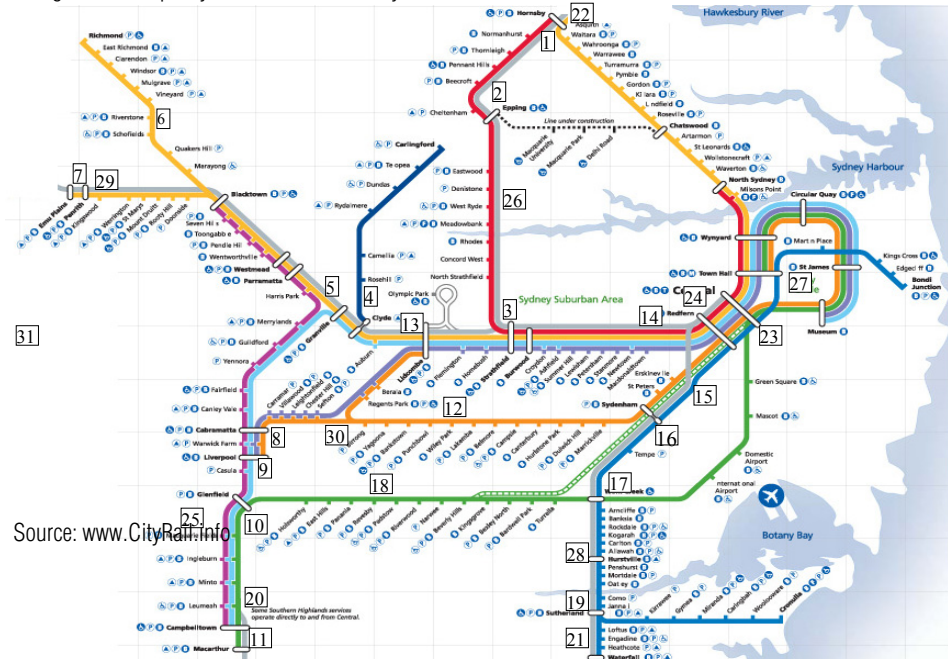 22
Hornsby
Hawkesbury River
Asquith
Normanhurst
1
Waitara
Richmond
East Richmond
Clarendon
Windsor
Mulgrave
Vineyard
Thornleigh
Pennant Hills
Beecroft
Cheltenham
2
Epping
Wahroonga
Warrawee
Turramurra
Pymble
Gordon
Killara
Lindfield
Roseville
Chatswood
Artarmon
St Leonards
Wollstonecraft
Waverton
North Sydney
Milsons Point
Riverstone
Schofields
6
Quakers Hill
Marayong
Line under construction
Macquarie University
Macquarie Park
Delhi Road
Sydney Harbour
Carlingford
Te opea
Dundas
Rydalmere
Camellia
Rosehill
Clyde
7
29
Emu Plains
Penrith
Kingswood
Werrington
St Marys
Mount Druitt
Rooty Hill
Doonside
Blacktown
Seven Hills
Toongabbie
Pendle Hill
Wentworthville
Westmead
Parramatta
Harris Park
Eastwood
Denistone
West Ryde
Meadowbank
Rhodes
Concord West
North Strathfield
Olympic Park
26
Circular Quay
Wynyard
Martin Place
Town Hall
St James
Kings Cross
Edgecliff
Bondi Junction
27
Museum
Sydney Suburban Area
Redfern
24
14
23
3
13
4
5
31
Merrylands
Guildford
Yennora
Fairfield
Canley Vale
Cabramatta
Warwick Farm
Liverpool
Casula
Glenfield
Granville
Auburn
Lidcombe
Flemington
Homebush
Strathfield
Burwood
Croydon
Ashfield
Summer Hill
Lewisham
Petersham
Stanmore
Newtown
Macdonaldtown
Erskineville
St Peters
Sydenham
15
16
Tempe
Green Square
Mascot
Domestic Airport
International Airport
Carramar
Villawood
Leightonfield
Chester Hill
Sefton
Berala
Regents Park
12
8
9
30
Birrong
Yagoona
Bankstown
Punchbowl
Wiley Park
Lakemba
Belmore
Campsie
Canterbury
Hurlstone Park
Dulwich Hill
Marrickville
18
17
Wolli Creek
10
25
Holsworthy
East Hills
Panania
Revesby
Padstow
Riverwood
Narwee
Beverly Hills
Kingsgrove
Bexley North
Bardwell Park
Turrella
Source: www.CityRail.info
Ingleburn
Minto
Leumeah
Campbelltown
Macarthur
20
11
Some Southern Highlands services
operate directly to and from Central.
Arncliffe
Banksia
Rockdale
Kogarah
Carlton
Allawah
Hurstville
Penshurst
Mortdale
Oatley
Como
Jannali
Sutherland
28
19
21
Kirrawee
Gymea
Miranda
Caringbah
Woolooware
Cronulla
Loftus
Engadine
Heathcote
Waterfall
Botany Bay